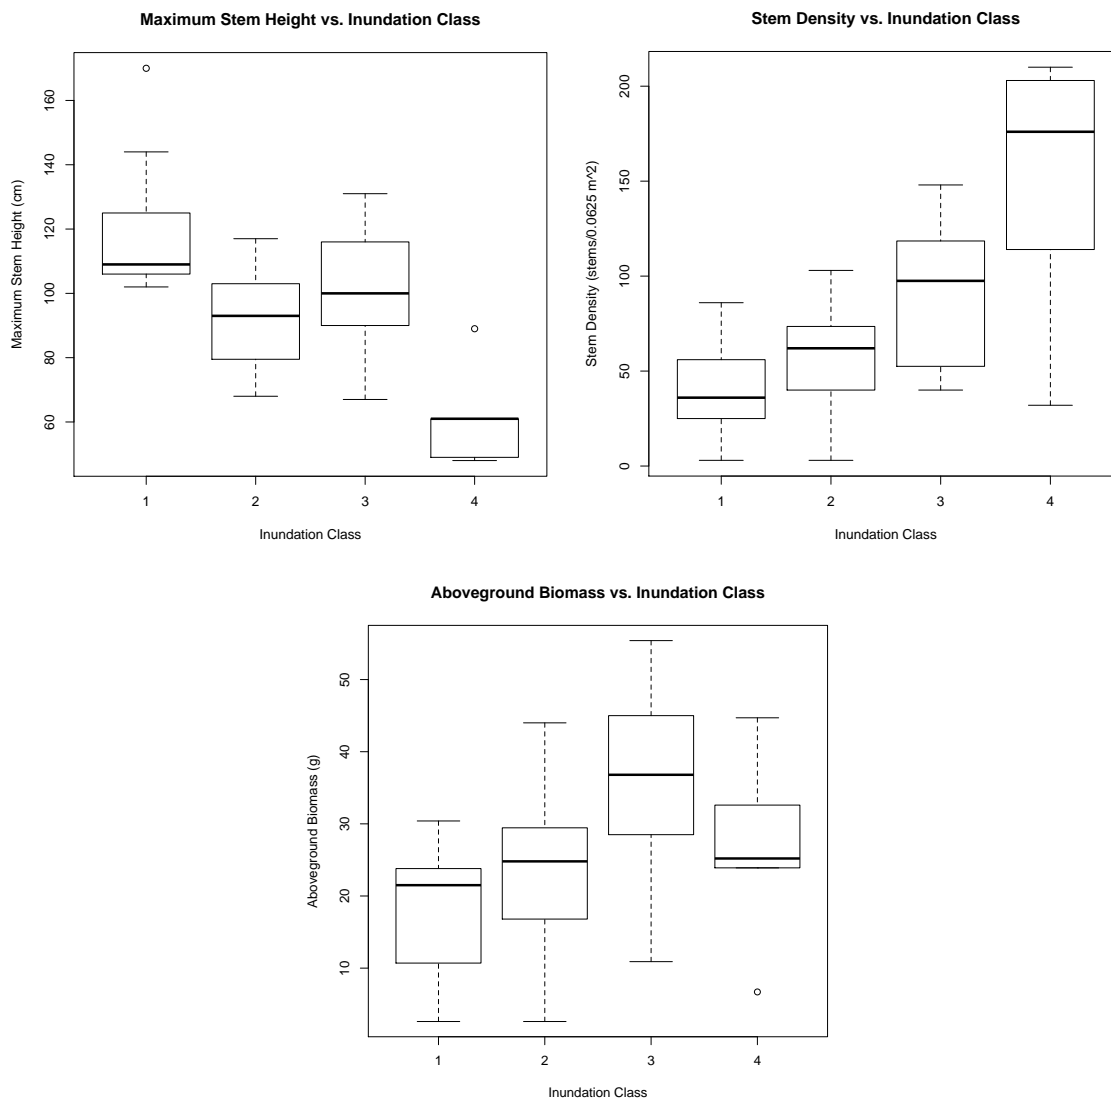 Maximum Stem Height vs. Inundation Class
Maximum Stem Height (cm)
160
140
120
100
80
60
1 2 3 4
Inundation Class
Stem Density vs. Inundation Class
Stem Density (stems/0.0625 m^2)
200
150
100
50
0
1 2 3 4
Inundation Class
Aboveground Biomass vs. Inundation Class
Aboveground Biomass (g)
50
40
30
20
10
1 2 3 4
Inundation Class